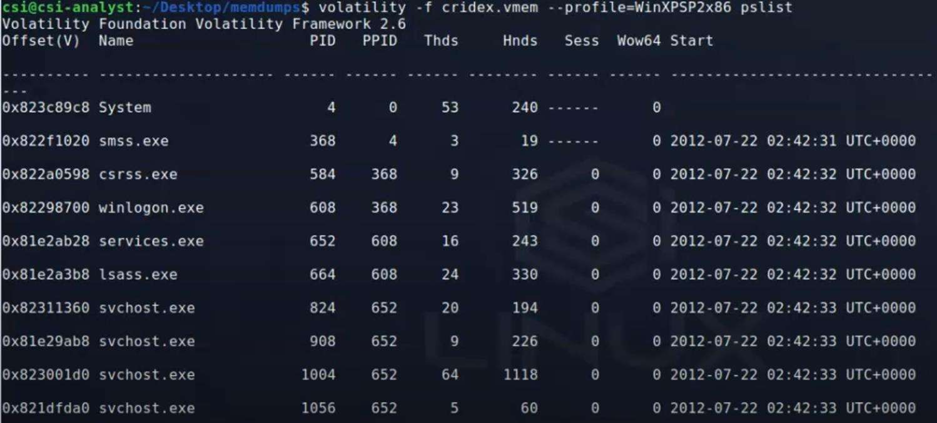 csi@csi-analyst:~/Desktop/memdumps$ volatility -f cridex.vmem --profile=WinXPSP2x86 pslist
Volatility Foundation Volatility Framework 2.6
Offset(V)  Name                    PID   PPID   Thds     Hnds   Sess  Wow64 Start
---------- -------------------- ------ ------ ------ -------- ------ ------ ------------------------------
---
0x823c89c8 System                    4      0     53      240 ------      0
0x822f1020 smss.exe                368      4      3       19 ------      0 2012-07-22 02:42:31 UTC+0000
0x822a0598 csrss.exe               584    368      9      326      0      0 2012-07-22 02:42:32 UTC+0000
0x82298700 winlogon.exe            608    368     23      519      0      0 2012-07-22 02:42:32 UTC+0000
0x81e2ab28 services.exe            652    608     16      243      0      0 2012-07-22 02:42:32 UTC+0000
0x81e2a3b8 lsass.exe               664    608     24      330      0      0 2012-07-22 02:42:32 UTC+0000
0x82311360 svchost.exe             824    652     20      194      0      0 2012-07-22 02:42:33 UTC+0000
0x81e29ab8 svchost.exe             908    652      9      226      0      0 2012-07-22 02:42:33 UTC+0000
0x823001d0 svchost.exe            1004    652     64     1118      0      0 2012-07-22 02:42:33 UTC+0000
0x821dfda0 svchost.exe            1056    652      5       60      0      0 2012-07-22 02:42:33 UTC+0000
SI
LINUX